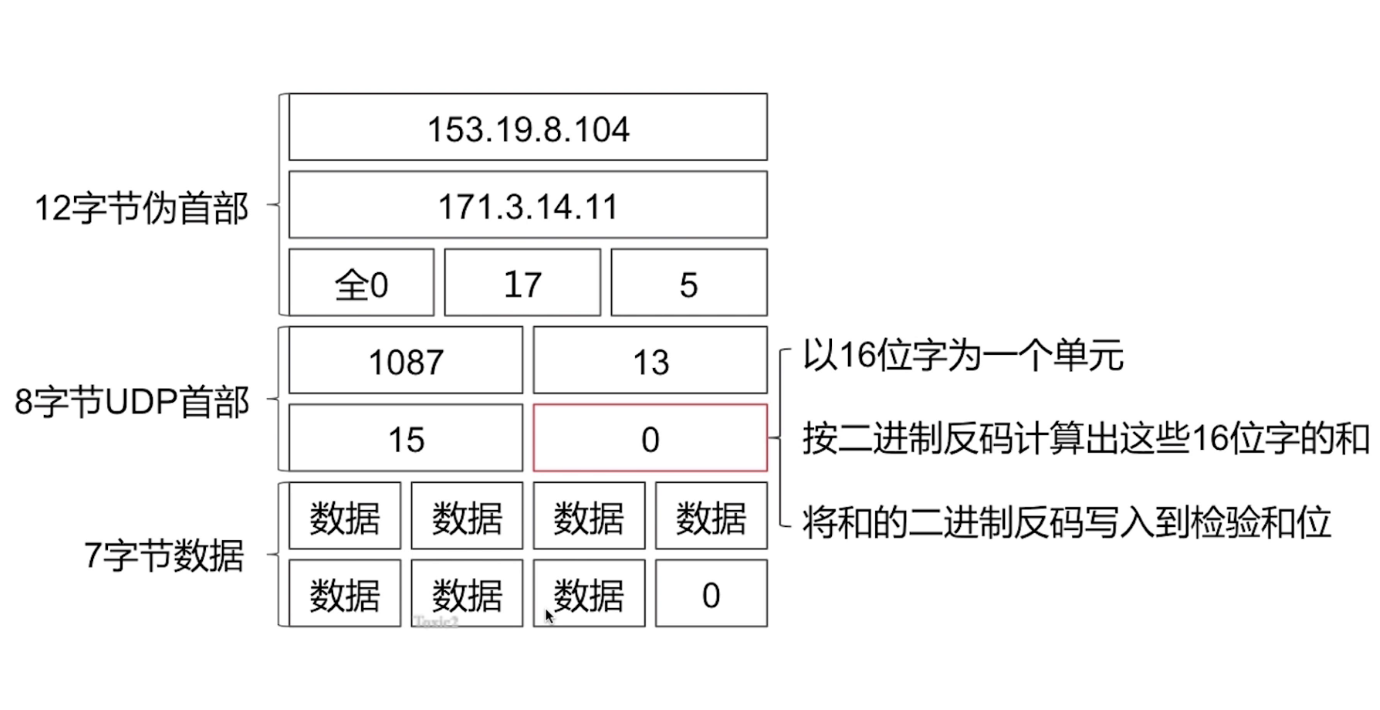 153.19.8.104
12字节伪首部
171.3.14.11
全0 17 5
1087 13
以16位字为一个单元
8字节UDP首部
15 0
按二进制反码计算出这些16位字的和
数据 数据 数据 数据
将和的二进制反码写入到检验和位
7字节数据
数据 数据 数据 0
Toxic2